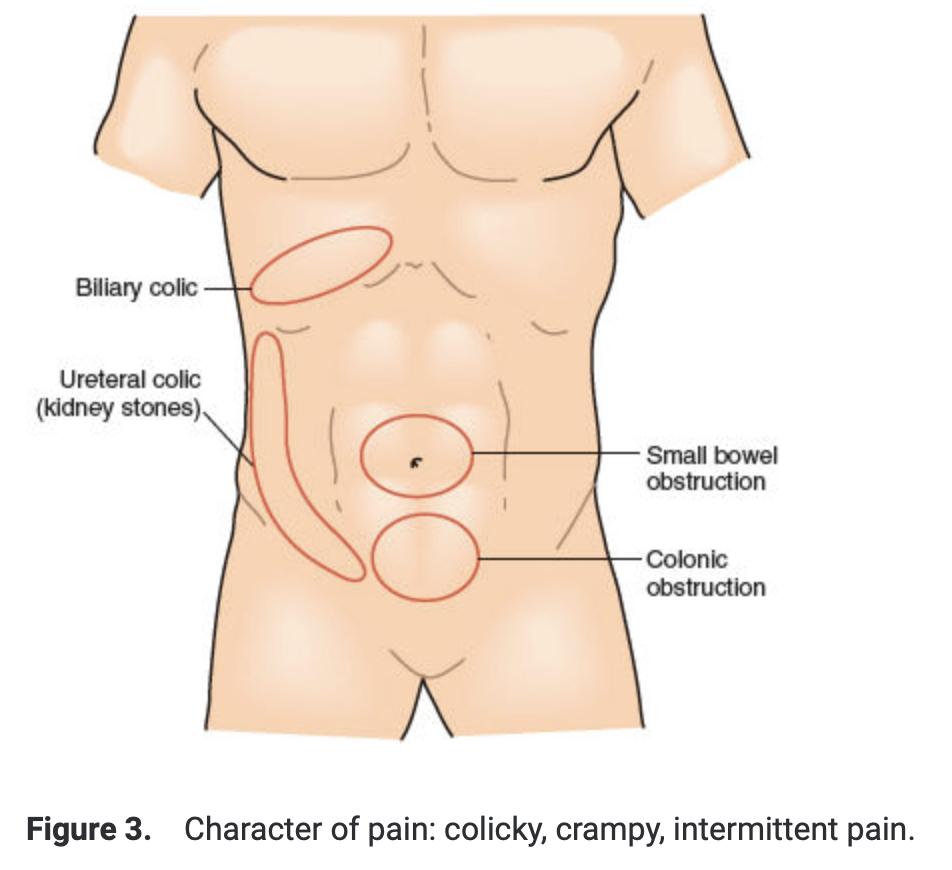 Biliary colic
Ureteral colic
(kidney stones)
Small bowel
obstruction
Colonic
obstruction
Figure 3. Character of pain: colicky, crampy, intermittent pain.